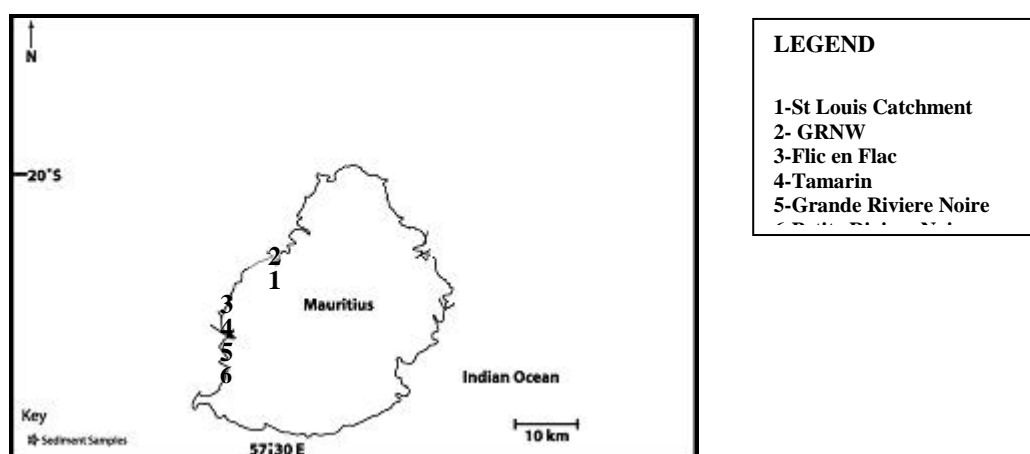 N
20°S
2
1
3
Mauritius
4
5
6
Indian Ocean
Key
Sediment Samples
10 km
57°30 E
LEGEND
1-St Louis Catchment
2- GRNW
3-Flic en Flac
4-Tamarin
5-Grande Riviere Noire